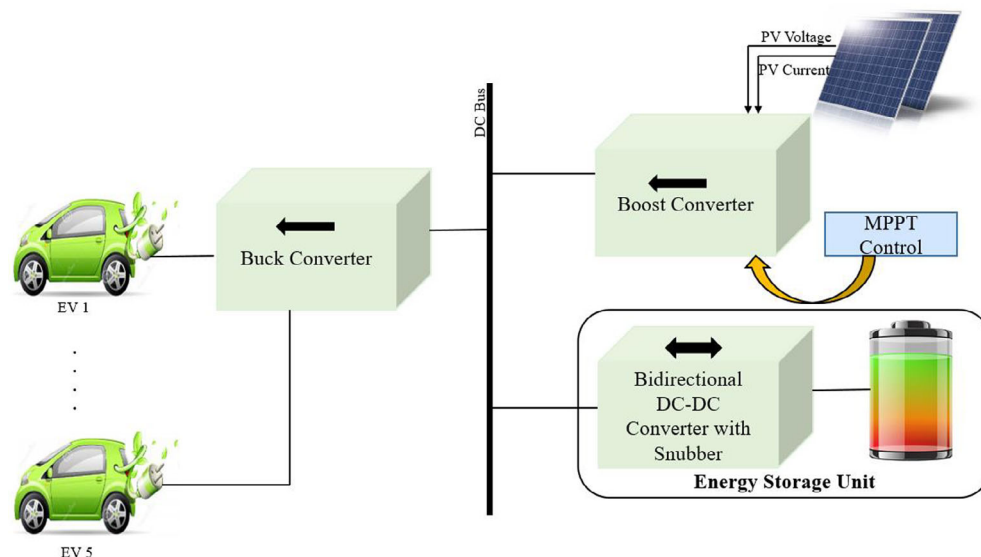 PV Voltage
PV Current
DC Bus
Boost Converter
MPPT
Control
Buck Converter
EV 1
Bidirectional
DC-DC
Converter with
Snubber
Energy Storage Unit
EV 5